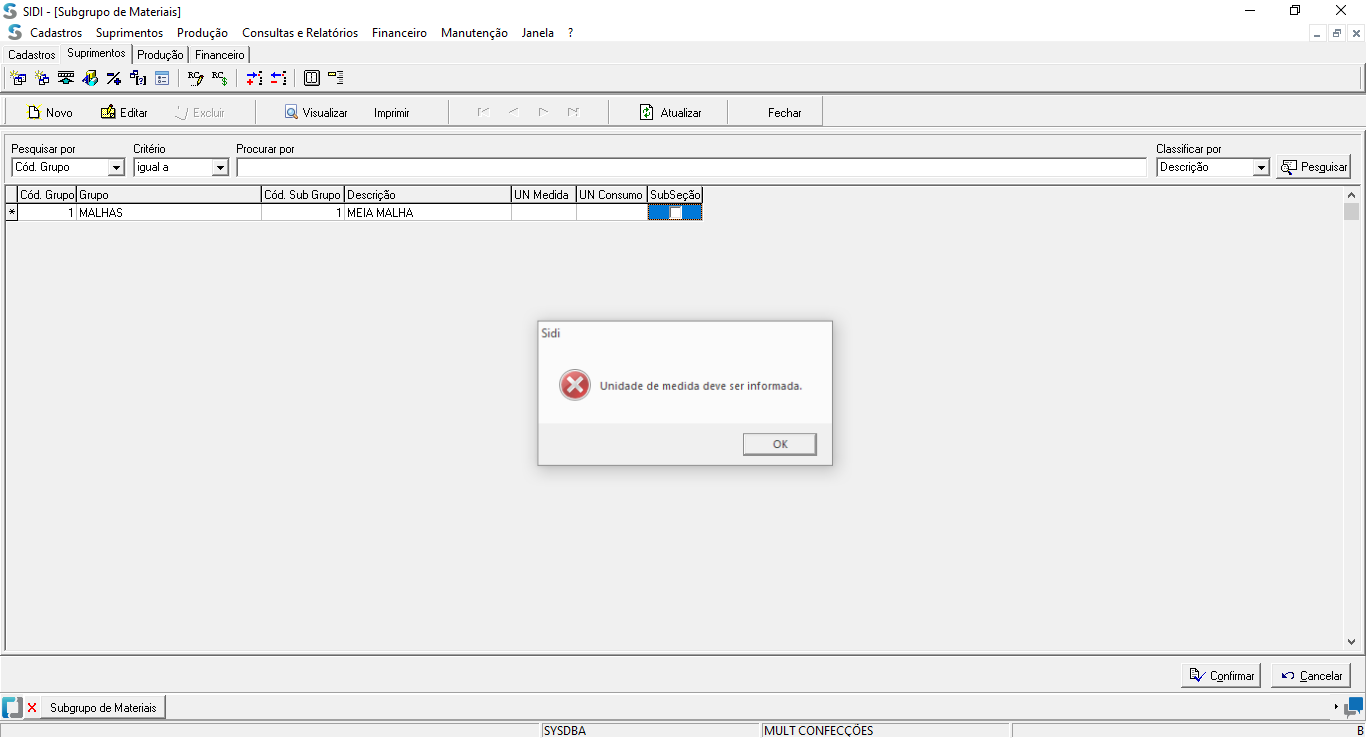 SIDI - [Subgrupo de Materiais]
Cadastros Suprimentos Produção Consultas e Relatórios Financeiro Manutenção Janela ?
Cadastros Suprimentos Produção Financeiro
Novo Editar Excluir Visualizar Imprimir Atualizar Fechar
Pesquisar por Critério Procurar por Classificar por
Cód. Grupo igual a Descrição Pesquisar
Cód. Grupo Grupo Cód. Sub Grupo Descrição UN Medida UN Consumo SubSeção
* 1 MALHAS 1 MEIA MALHA
Sidi
Unidade de medida deve ser informada.
OK
Confirmar Cancelar
Subgrupo de Materiais
SYSDBA MULT CONFECÇÕES B